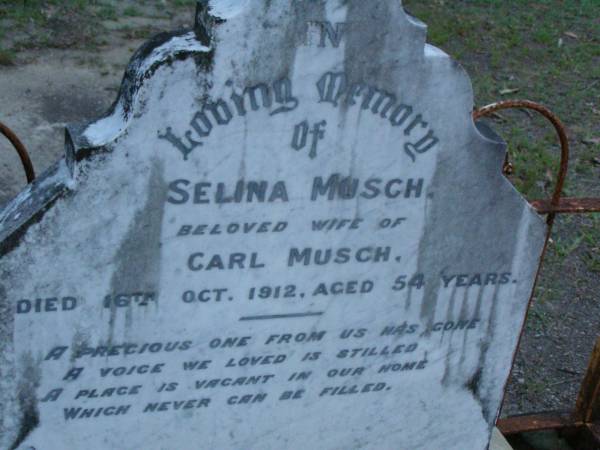 IN
Loving Memory
Of
SELINA MUSCH.
BELOVED WIFE OF
CARL MUSCH.
DIED 16TH OCT. 1912, AGED 54 YEARS.
A PRECIOUS ONE FROM US HAS GONE
A VOICE WE LOVED IS STILLED
A PLACE IS VACANT IN OUR HOME
WHICH NEVER CAN BE FILLED.